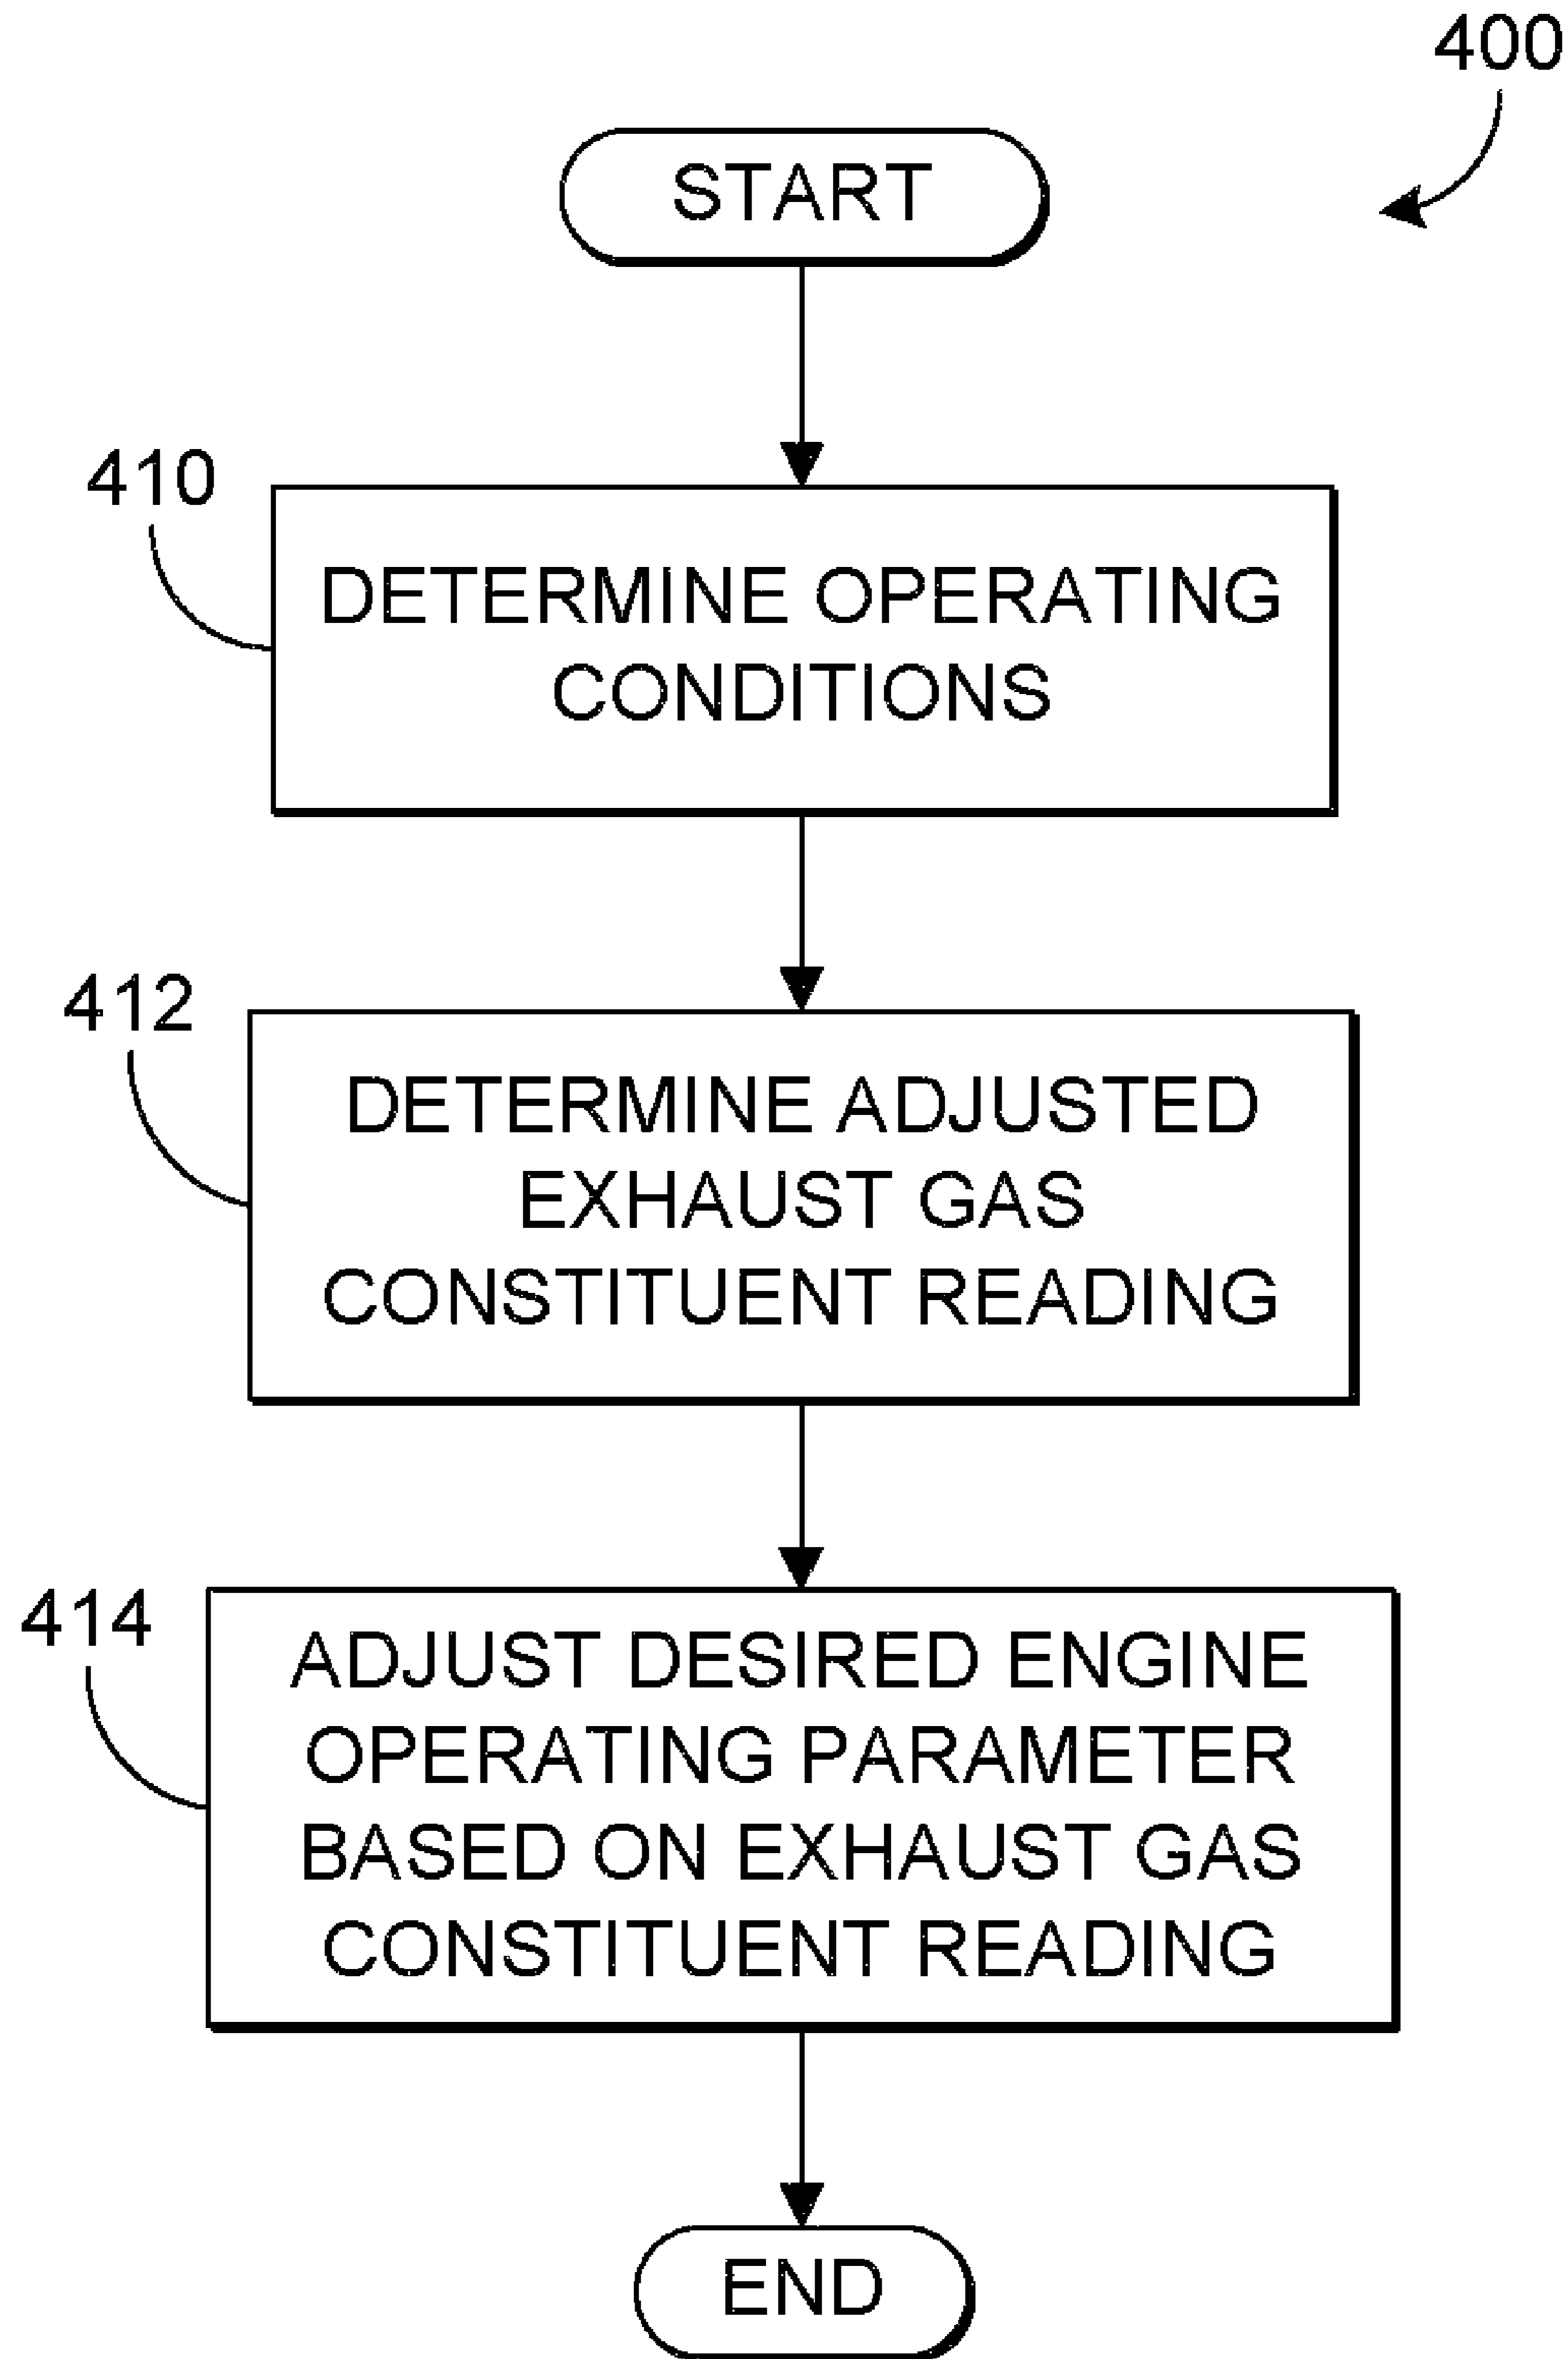 400
START
410
DETERMINE OPERATING
CONDITIONS
412
DETERMINE ADJUSTED
EXHAUST GAS
CONSTITUENT READING
414
ADJUST DESIRED ENGINE
OPERATING PARAMETER
BASED ON EXHAUST GAS
CONSTITUENT READING
END